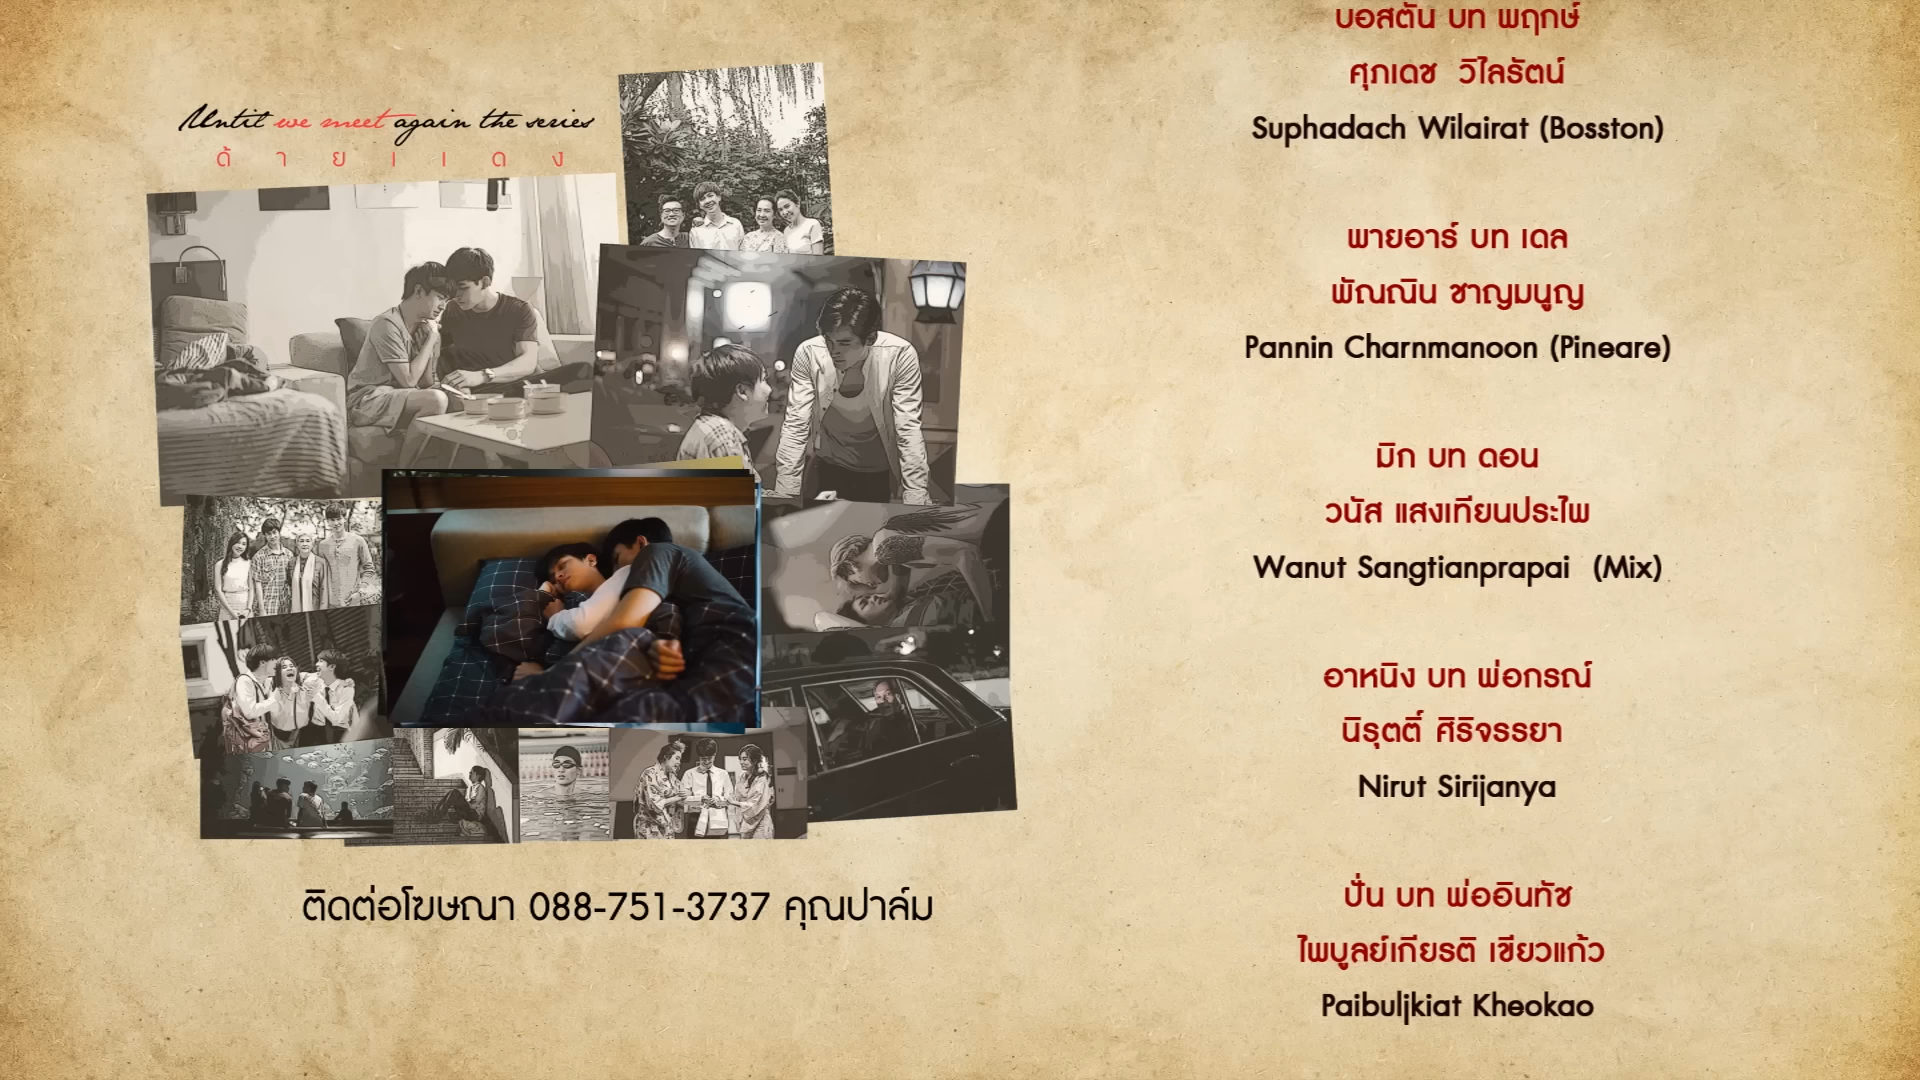 Until we meet again the series
ด้ายแดง
ติดต่อโฆษณา 088-751-3737 คุณปาล์ม
บอสตัน บท พฤกษ์
ศุภเดช วิไลรัตน์
Suphadach Wilairat (Bosston)
พายอาร์ บท เดล
พัณณิน ชาญมนูญ
Pannin Charnmanoon (Pineare)
มิก บท ดอน
วนัส แสงเทียนประไพ
Wanut Sangtianprapai (Mix)
อาหนิง บท พ่อกรณ์
นิรุตติ์ ศิริจรรยา
Nirut Sirijanya
ปั่น บท พ่ออินทัช
ไพบูลย์เกียรติ เขียวแก้ว
Paibuljkiat Kheokao